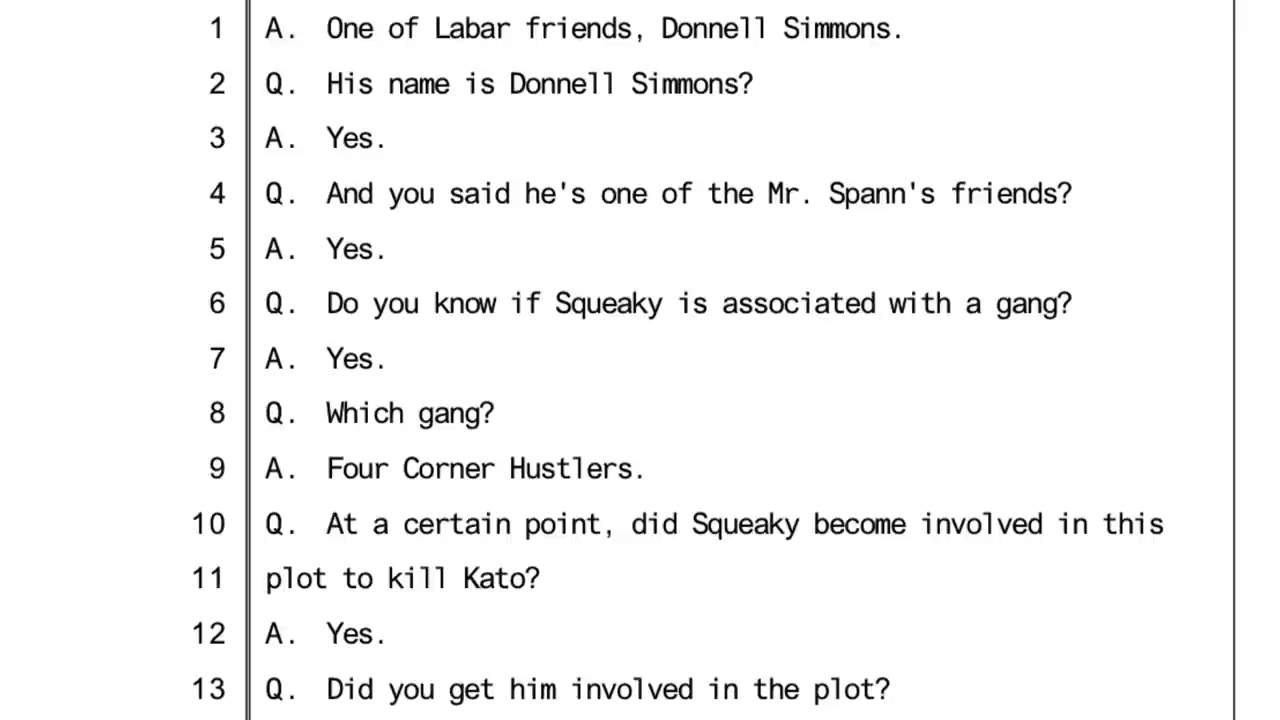 1 A. One of Labar friends, Donnell Simmons.
2 Q. His name is Donnell Simmons?
3 A. Yes.
4 Q. And you said he's one of the Mr. Spann's friends?
5 A. Yes.
6 Q. Do you know if Squeaky is associated with a gang?
7 A. Yes.
8 Q. Which gang?
9 A. Four Corner Hustlers.
10 Q. At a certain point, did Squeaky become involved in this
11 plot to kill Kato?
12 A. Yes.
13 Q. Did you get him involved in the plot?